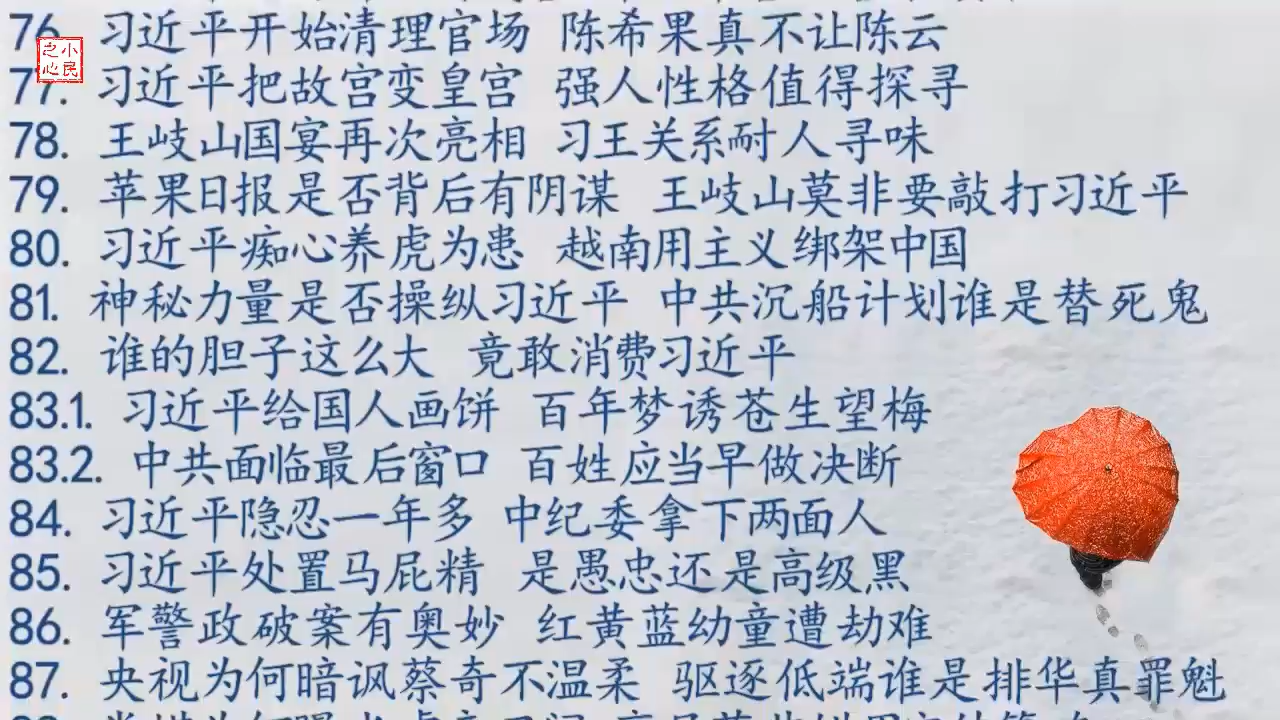 76. 习近平开始清理官场 陈希果真不让陈云
小民之心
77. 习近平把故宫变皇宫 强人性格值得探寻
78. 王岐山国宴再次亮相 习王关系耐人寻味
79. 苹果日报是否背后有阴谋 王岐山莫非要敲打习近平
80. 习近平痴心养虎为患 越南用主义绑架中国
81. 神秘力量是否操纵习近平 中共沉船计划谁是替死鬼
82. 谁的胆子这么大 竟敢消费习近平
83.1. 习近平给国人画饼 百年梦诱苍生望梅
83.2. 中共面临最后窗口 百姓应当早做决断
84. 习近平隐忍一年多 中纪委拿下两面人
85. 习近平处置马屁精 是愚忠还是高级黑
86. 军警政破案有奥妙 红黄蓝幼童遭劫难
87. 央视为何暗讽蔡奇不温柔 驱逐低端谁是排华真罪魁